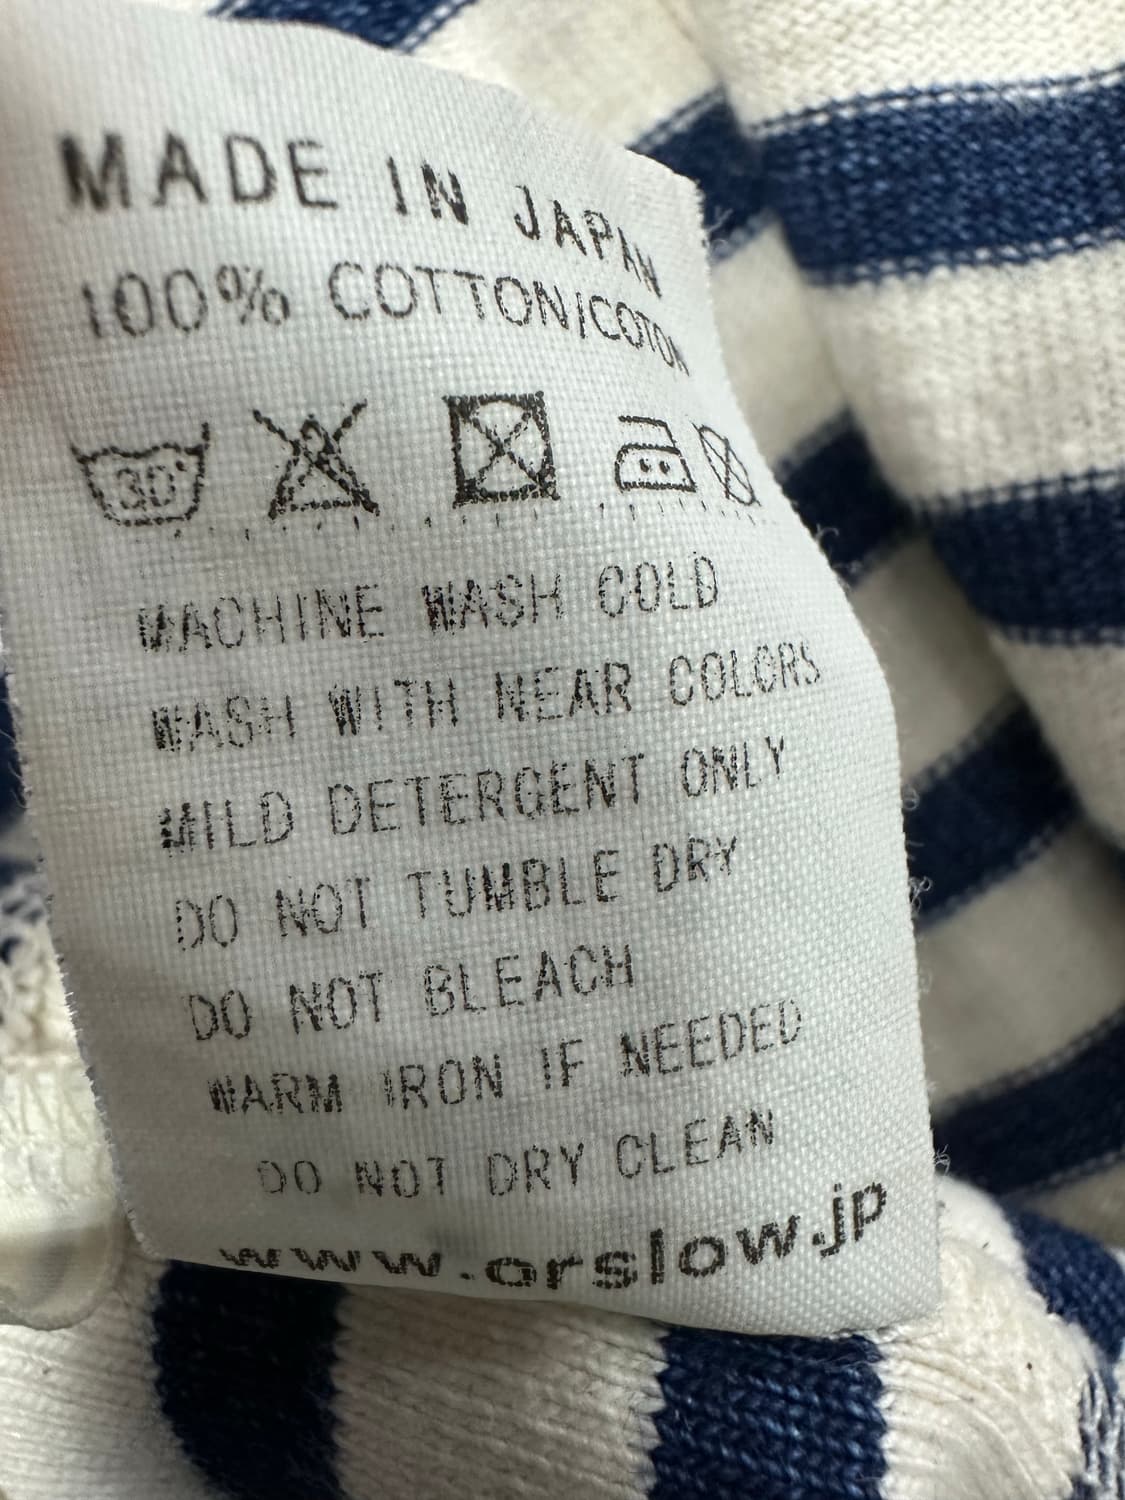 MADE IN JAPAN
100% COTTON/COTON
30°
MACHINE WASH COLD
WASH WITH NEAR COLORS
MILD DETERGENT ONLY
DO NOT TUMBLE DRY
DO NOT BLEACH
WARM IRON IF NEEDED
DO NOT DRY CLEAN
www.orslow.jp